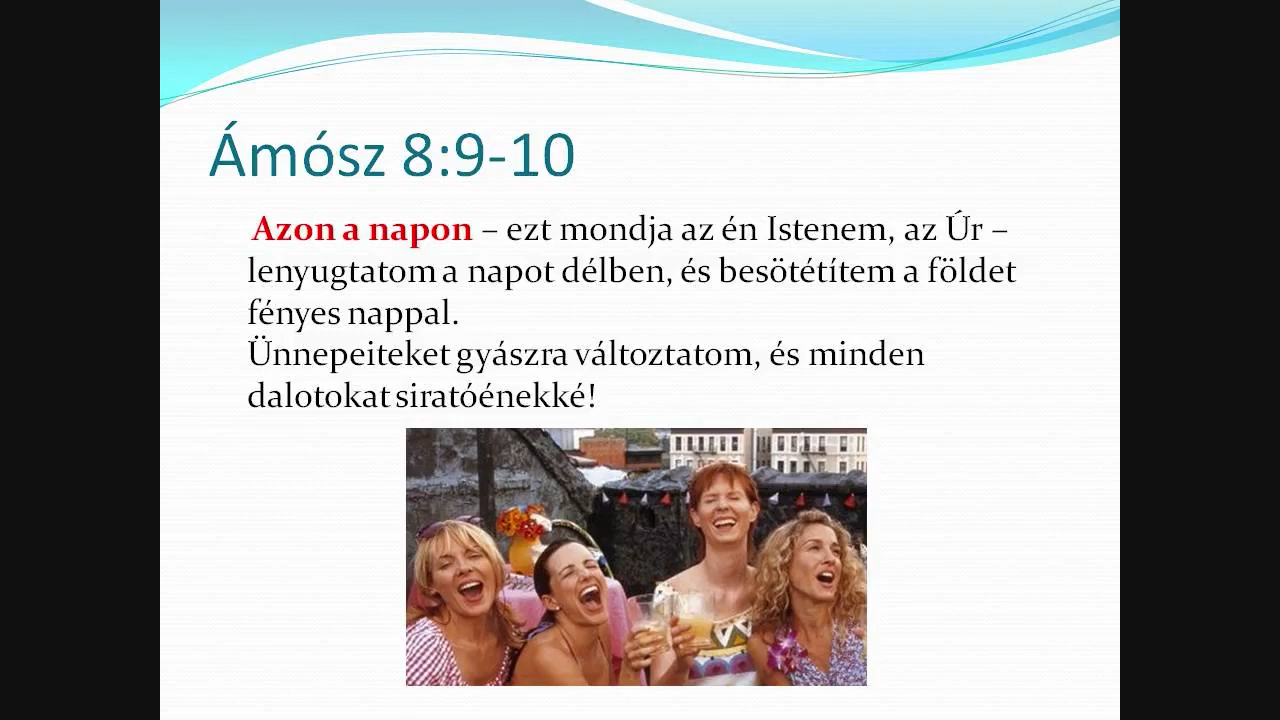 Ámósz 8:9-10
Azon a napon – ezt mondja az én Istenem, az Úr –
lenyugtatom a napot délben, és besötétítem a földet
fényes nappal.
Ünnepeiteket gyászra változtatom, és minden
dalotokat siratóénekké!